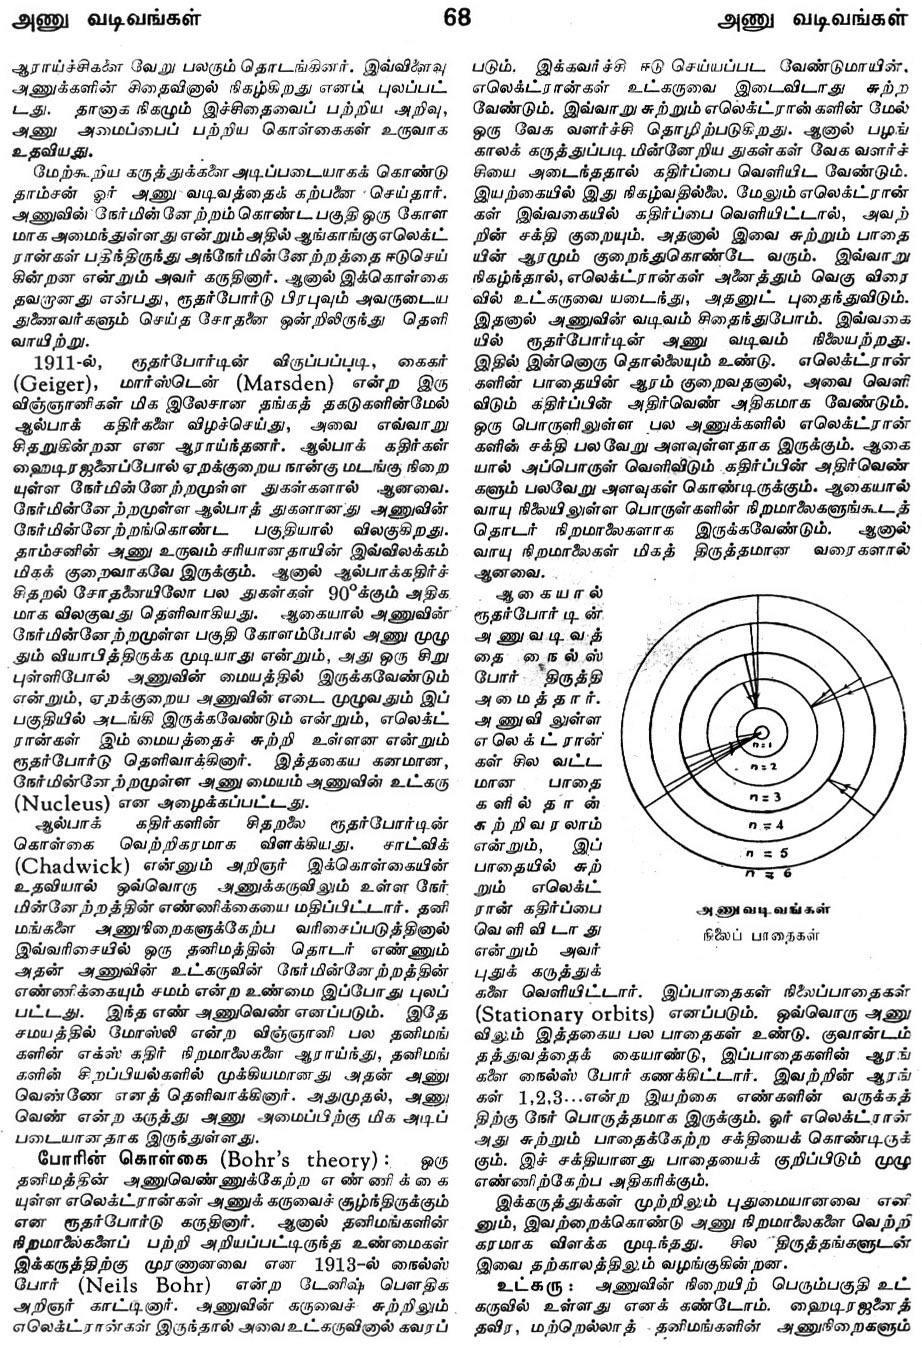 அணு வடிவங்கள்
68
அணு வடிவங்கள்
ஆராய்ச்சிகளை வேறு பலரும் தொடங்கினர். இவ்விளைவு
அணுக்களின் சிதைவினால் நிகழ்கிறது எனப் புலப்பட்
டது. தானாக நிகழும் இச்சிதைவைப் பற்றிய அறிவு,
அணு அமைப்பைப் பற்றிய கொள்கைகள் உருவாக
உதவியது.
மேற்கூறிய கருத்துக்களை அடிப்படையாகக் கொண்டு
தாம்சன் ஓர் அணு வடிவத்தைக் கற்பனை செய்தார்.
அணுவின் நேர்மின்னேற்றம் கொண்ட பகுதி ஒரு கோள
மாக அமைந்துள்ளது என்றும் அதில் ஆங்காங்கு எலெக்ட்
ரான்கள் பதிந்திருந்து அந்நேர்மின்னேற்றத்தை ஈடுசெய்
கின்றன என்றும் அவர் கருதினார். ஆனால் இக்கொள்கை
தவறானது என்பது, ரூதர்போர்டு பிரபுவும் அவருடைய
துணைவர்களும் செய்த சோதனை ஒன்றிலிருந்து தெளி
வாயிற்று.
1911-ல், ரூதர்போர்டின் விருப்பப்படி, கைகர்
(Geiger), மார்ஸ்டென் (Marsden) என்ற இரு
விஞ்ஞானிகள் மிக இலேசான தங்கத் தகடுகளின்மேல்
ஆல்பாக் கதிர்களை விழச்செய்து, அவை எவ்வாறு
சிதறுகின்றன என ஆராய்ந்தனர். ஆல்பாக் கதிர்கள்
ஹைடிரஜனைப்போல் ஏறக்குறைய நான்கு மடங்கு நிறை
யுள்ள நேர்மின்னேற்றமுள்ள துகள்களால் ஆனவை.
நேர்மின்னேற்றமுள்ள ஆல்பாத் துகளானது அணுவின்
நேர்மின்னேற்றங்கொண்ட பகுதியால் விலகுகிறது.
தாம்சனின் அணு உருவம் சரியானதாயின் இவ்விலக்கம்
மிகக் குறைவாகவே இருக்கும். ஆனால் ஆல்பாக்கதிர்ச்
சிதறல் சோதனையிலோ பல துகள்கள் 90°க்கும் அதிக
மாக விலகுவது தெளிவாகியது. ஆகையால் அணுவின்
நேர்மின்னேற்றமுள்ள பகுதி கோளம்போல் அணு முழு
தும் வியாபித்திருக்க முடியாது என்றும், அது ஒரு சிறு
புள்ளிபோல் அணுவின் மையத்தில் இருக்கவேண்டும்
என்றும், ஏறக்குறைய அணுவின் எடை முழுவதும் இப்
பகுதியில் அடங்கி இருக்கவேண்டும் என்றும், எலெக்ட்
ரான்கள் இம் மையத்தைச் சுற்றி உள்ளன என்றும்
ரூதர்போர்டு தெளிவாக்கினார். இத்தகைய கனமான,
நேர்மின்னேற்றமுள்ள அணு மையம் அணுவின் உட்கரு
(Nucleus) என அழைக்கப்பட்டது.
ஆல்பாக் கதிர்களின் சிதறலை ரூதர்போர்டின்
கொள்கை வெற்றிகரமாக விளக்கியது. சாட்விக்
(Chadwick) என்னும் அறிஞர் இக்கொள்கையின்
உதவியால் ஒவ்வொரு அணுக்கருவிலும் உள்ள நேர்
மின்னேற்றத்தின் எண்ணிக்கையை மதிப்பிட்டார். தனி
மங்களை அணுநிறைகளுக்கேற்ப வரிசைப்படுத்தினால்
இவ்வரிசையில் ஒரு தனிமத்தின் தொடர் எண்ணும்
அதன் அணுவின் உட்கருவின் நேர்மின்னேற்றத்தின்
எண்ணிக்கையும் சமம் என்ற உண்மை இப்போது புலப்
பட்டது. இந்த எண் அணுவெண் எனப்படும். இதே
சமயத்தில் மோஸ்லி என்ற விஞ்ஞானி பல தனிமங்
களின் எக்ஸ் கதிர் நிறமாலைகளை ஆராய்ந்து, தனிமங்
களின் சிறப்பியல்களில் முக்கியமானது அதன் அணு
வெண்ணே எனத் தெளிவாக்கினார். அதுமுதல், அணு
வெண் என்ற கருத்து அணு அமைப்பிற்கு மிக அடிப்
படையானதாக இருந்துள்ளது.
போரின் கொள்கை (Bohr's theory) : ஒரு
தனிமத்தின் அணுவெண்ணுக்கேற்ற எண்ணிக்கை
யுள்ள எலெக்ட்ரான்கள் அணுக் கருவைச் சூழ்ந்திருக்கும்
என ரூதர்போர்டு கருதினார். ஆனால் தனிமங்களின்
நிறமாலைகளைப் பற்றி அறியப்பட்டிருந்த உண்மைகள்
இக்கருத்திற்கு முரணானவை என 1913-ல் நைல்ஸ்
போர் (Neils Bohr) என்ற டேனிஷ் பௌதிக
அறிஞர் காட்டினார். அணுவின் கருவைச் சுற்றிலும்
எலெக்ட்ரான்கள் இருந்தால் அவை உட்கருவினால் கவரப்
படும். இக்கவர்ச்சி ஈடு செய்யப்பட வேண்டுமாயின்,
எலெக்ட்ரான்கள் உட்கருவை இடைவிடாது சுற்ற
வேண்டும். இவ்வாறு சுற்றும் எலெக்ட்ரான்களின் மேல்
ஒரு வேக வளர்ச்சி தொழிற்படுகிறது. ஆனால் பழங்
காலக் கருத்துப்படி மின்னேறிய துகள்கள் வேக வளர்ச்
சியை அடைந்ததால் கதிர்ப்பை வெளியிட வேண்டும்.
இயற்கையில் இது நிகழ்வதில்லை. மேலும் எலெக்ட்ரான்
கள் இவ்வகையில் கதிர்ப்பை வெளியிட்டால், அவற்
றின் சக்தி குறையும். அதனால் இவை சுற்றும் பாதை
யின் ஆரமும் குறைந்துகொண்டே வரும். இவ்வாறு
நிகழ்ந்தால், எலெக்ட்ரான்கள் அனைத்தும் வெகு விரை
வில் உட்கருவை யடைந்து, அதனுட் புதைந்துவிடும்.
இதனால் அணுவின் வடிவம் சிதைந்துபோம். இவ்வகை
யில் ரூதர்போர்டின் அணு வடிவம் நிலையற்றது.
இதில் இன்னொரு தொல்லையும் உண்டு. எலெக்ட்ரான்
களின் பாதையின் ஆரம் குறைவதனால், அவை வெளி
விடும் கதிர்ப்பின் அதிர்வெண் அதிகமாக வேண்டும்.
ஒரு பொருளிலுள்ள பல அணுக்களில் எலெக்ட்ரான்
களின் சக்தி பலவேறு அளவுள்ளதாக இருக்கும். ஆகை
யால் அப்பொருள் வெளிவிடும் கதிர்ப்பின் அதிர்வெண்
களும் பலவேறு அளவுகள் கொண்டிருக்கும். ஆகையால்
வாயு நிலையிலுள்ள பொருள்களின் நிறமாலைகளுங்கூடத்
தொடர் நிறமாலைகளாக இருக்கவேண்டும். ஆனால்
வாயு நிறமாலைகள் மிகத் திருத்தமான வரைகளால்
ஆனவை.
ஆகையால்
ரூதர்போர்டின்
அணுவடிவத்
தை நைல்ஸ்
போர் திருத்தி
அமைத்தார்.
அணுவிலுள்ள
எலெக்ட்ரான்
கள் சில வட்ட
மான பாதை
களில் தான்
சுற்றிவரலாம்
என்றும், இப்
பாதையில் சுற்
றும் எலெக்ட்
ரான் கதிர்ப்பை
வெளிவிடாது
என்றும் அவர்
புதுக் கருத்துக்
களை வெளியிட்டார். இப்பாதைகள் நிலைப்பாதைகள்
(Stationary orbits) எனப்படும். ஒவ்வொரு அணு
விலும் இத்தகைய பல பாதைகள் உண்டு. குவாண்டம்
தத்துவத்தைக் கையாண்டு, இப்பாதைகளின் ஆரங்
களை நைல்ஸ் போர் கணக்கிட்டார். இவற்றின் ஆரங்
கள் 1,2,3...என்ற இயற்கை எண்களின் வருக்கத்
திற்கு நேர் பொருத்தமாக இருக்கும். ஓர் எலெக்ட்ரான்
அது சுற்றும் பாதைக்கேற்ற சக்தியைக் கொண்டிருக்
கும். இச் சக்தியானது பாதையைக் குறிப்பிடும் முழு
எண்ணிற்கேற்ப அதிகரிக்கும்.
இக்கருத்துக்கள் முற்றிலும் புதுமையானவை எனி
னும், இவற்றைக்கொண்டு அணு நிறமாலைகளை வெற்றி
கரமாக விளக்க முடிந்தது. சில திருத்தங்களுடன்
இவை தற்காலத்திலும் வழங்குகின்றன.
உட்கரு : அணுவின் நிறையிற் பெரும்பகுதி உட்
கருவில் உள்ளது எனக் கண்டோம். ஹைடிரஜனைத்
தவிர, மற்றெல்லாத் தனிமங்களின் அணுநிறைகளும்
n=1
n=2
n=3
n=4
n=5
n=6
அணுவடிவங்கள்
நிலைப் பாதைகள்